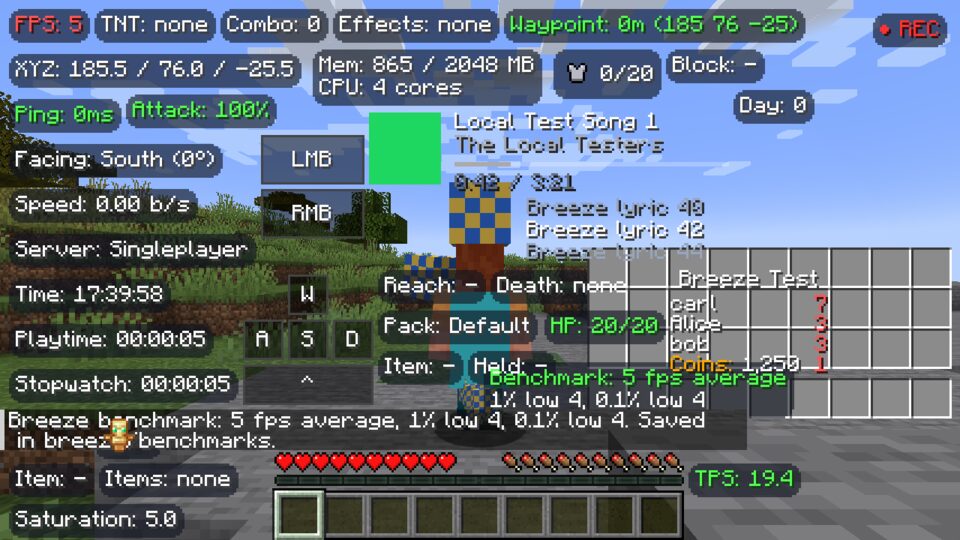 FPS: 5 TNT: none Combo: 0 Effects: none Waypoint: 0m (185 76 -25) • REC
XYZ: 185.5 / 76.0 / -25.5
Mem: 865 / 2048 MB
CPU: 4 cores
0/20
Block: -
Day: 0
Ping: 0ms Attack: 100%
Local Test Song 1
The Local Testers
0:42 / 3:21
Facing: South (0°)
LMB
Speed: 0.00 b/s
RMB
Breeze lyric 40
Breeze lyric 42
Breeze lyric 44
Server: Singleplayer
Breeze Test
Time: 17:39:58
W
Reach: - Death: none
carl 7
Alice 3
bob 3
Coins: 1,250 1
Playtime: 00:00:05
A S D
Pack: Default HP: 20/20
Item: - Held: -
Stopwatch: 00:00:05
^
Benchmark: 5 fps average
1% low 4, 0.1% low 4
Breeze benchmark: 5 fps average, 1% low 4, 0.1% low 4. Saved
in breeze benchmarks.
Item: - Items: none
TPS: 19.4
Saturation: 5.0